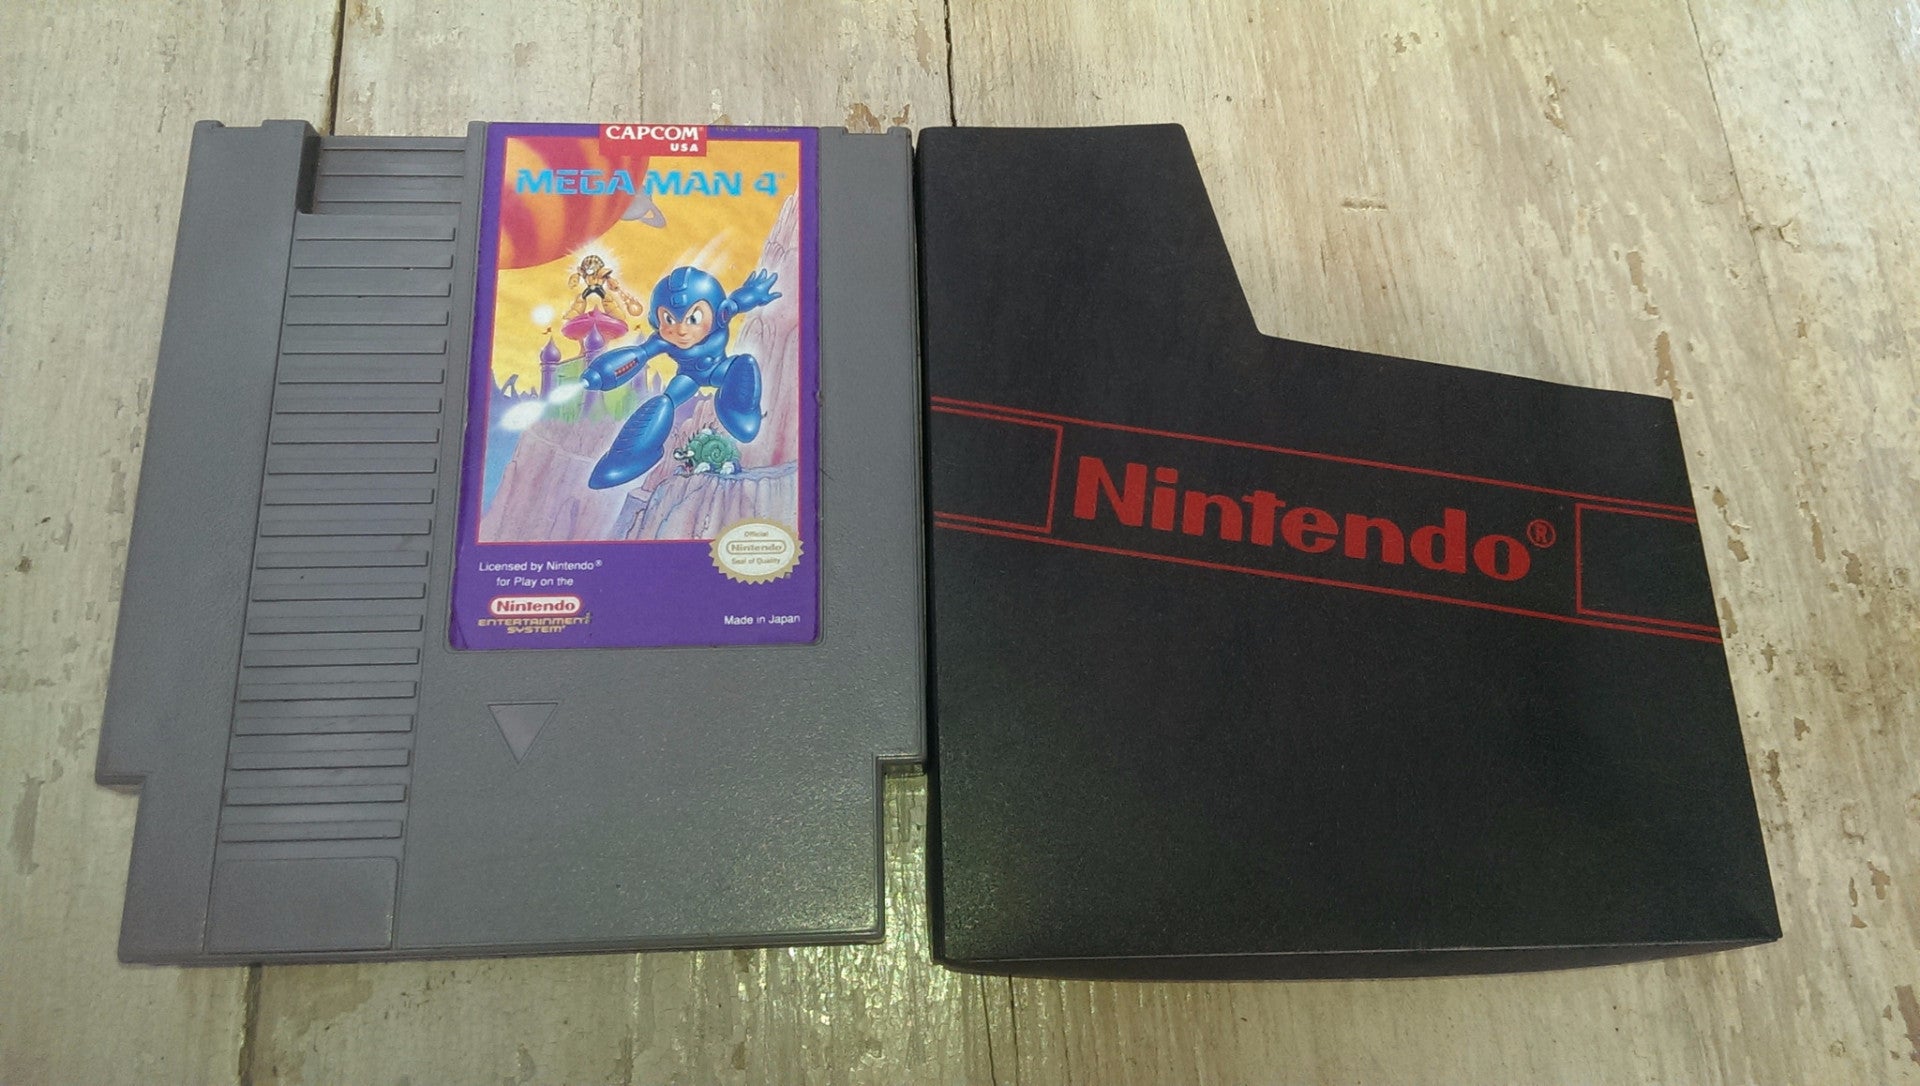 CAPCOM®
USA
MEGA MAN 4™
Official
Nintendo
Seal of Quality
Licensed by Nintendo®
for Play on the
Nintendo
ENTERTAINMENT
SYSTEM®
Made in Japan
Nintendo®